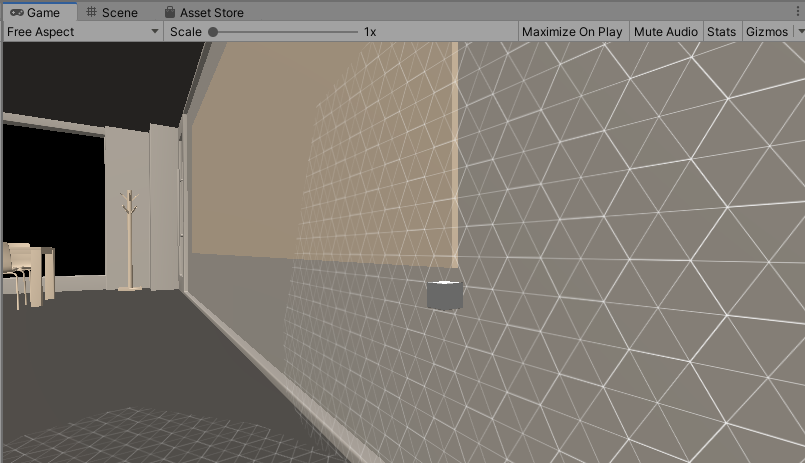 Game Scene Asset Store
Free Aspect Scale 1x Maximize On Play Mute Audio Stats Gizmos